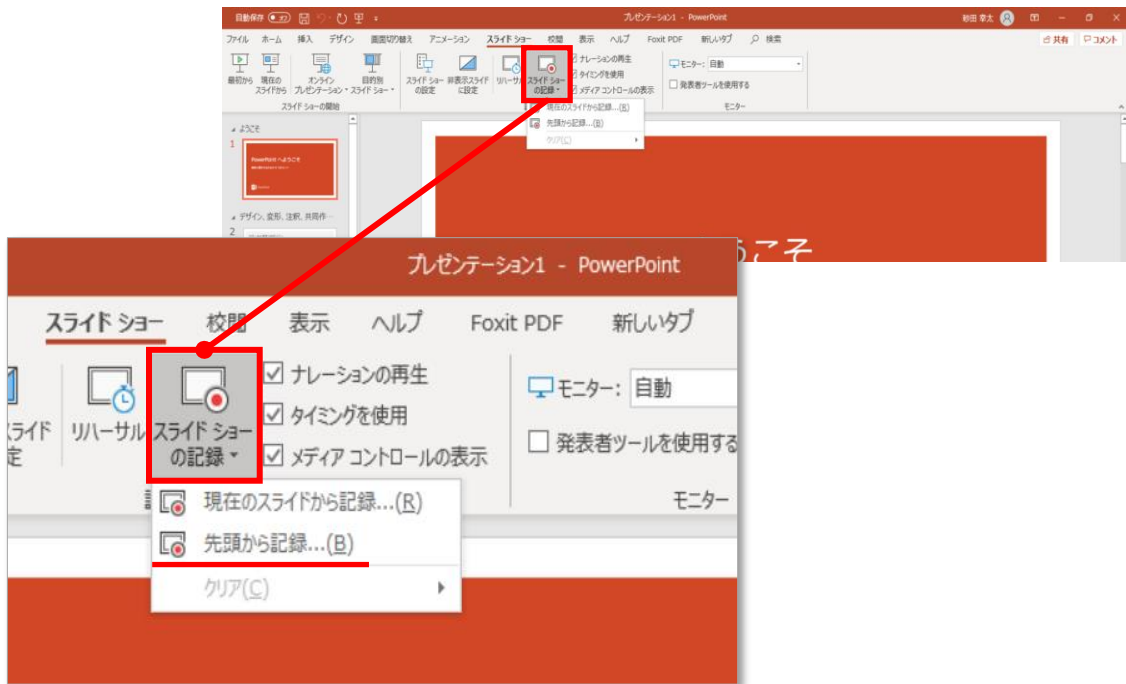 自動保存
プレゼンテーション1 - PowerPoint
ファイル ホーム 挿入 デザイン 画面切り替え アニメーション スライド ショー 校閲 表示 ヘルプ Foxit PDF 新しいタブ 検索
共有 コメント
最初から 現在のスライドから オンライン プレゼンテーション 目的別 スライド ショー スライド ショーの設定 非表示スライドに設定 リハーサル スライド ショーの記録
ナレーションの再生
タイミングを使用
メディア コントロールの表示
モニター: 自動
発表者ツールを使用する
スライド ショーの開始
モニター
現在のスライドから記録...(R)
先頭から記録...(B)
クリア(C)
ようこそ
1
PowerPoint へようこそ
デザイン、変形、注釈、共同作…
2
うこそ
プレゼンテーション1 - PowerPoint
スライド ショー 校閲 表示 ヘルプ Foxit PDF 新しいタブ
スライド
定
リハーサル
スライド ショー
の記録
ナレーションの再生
タイミングを使用
メディア コントロールの表示
モニター: 自動
発表者ツールを使用する
モニター
現在のスライドから記録...(R)
先頭から記録...(B)
クリア(C)